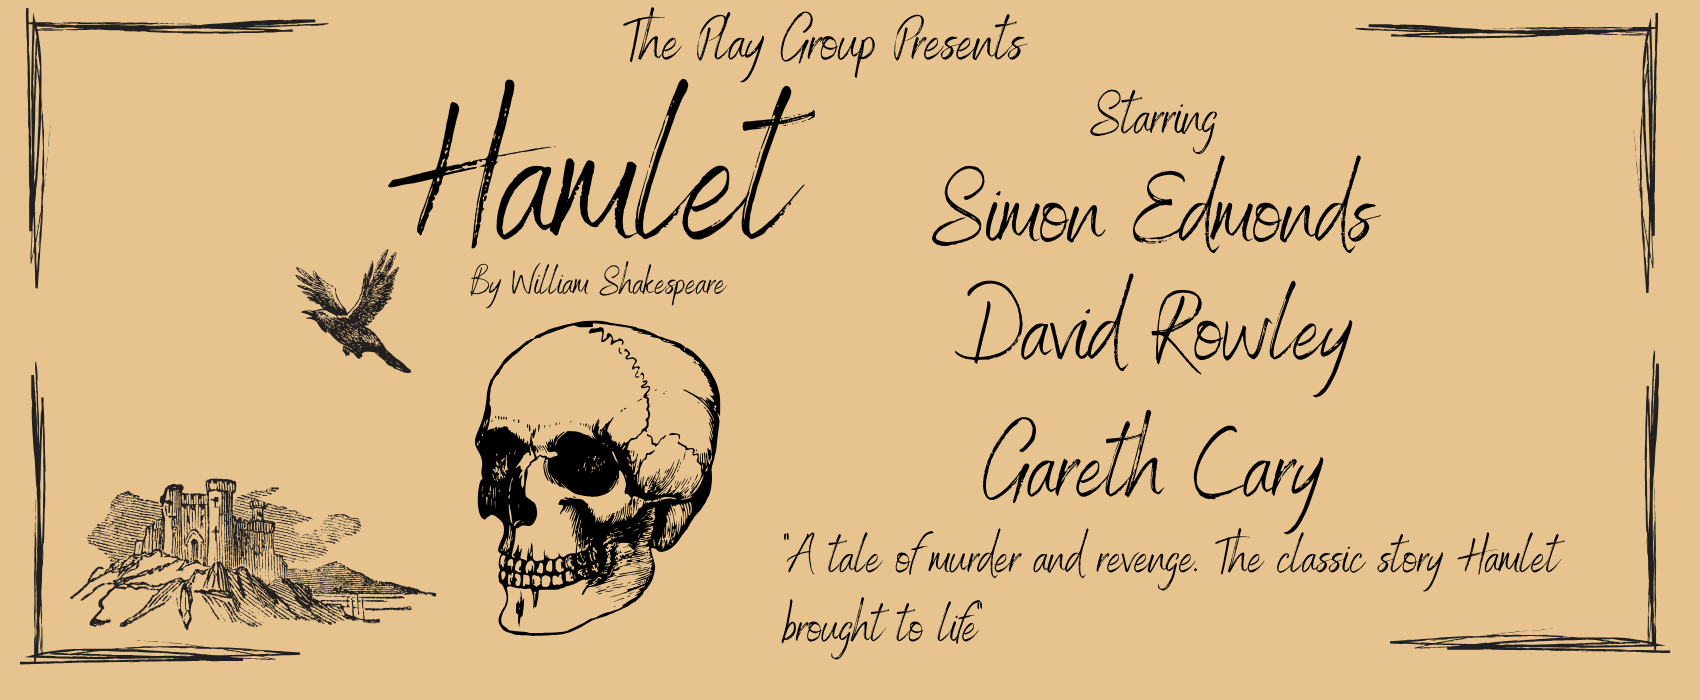 The Play Group Presents
Hamlet
By William Shakespeare
Starring
Simon Edmonds
David Rowley
Gareth Cary
"A tale of murder and revenge. The classic story Hamlet
brought to life"